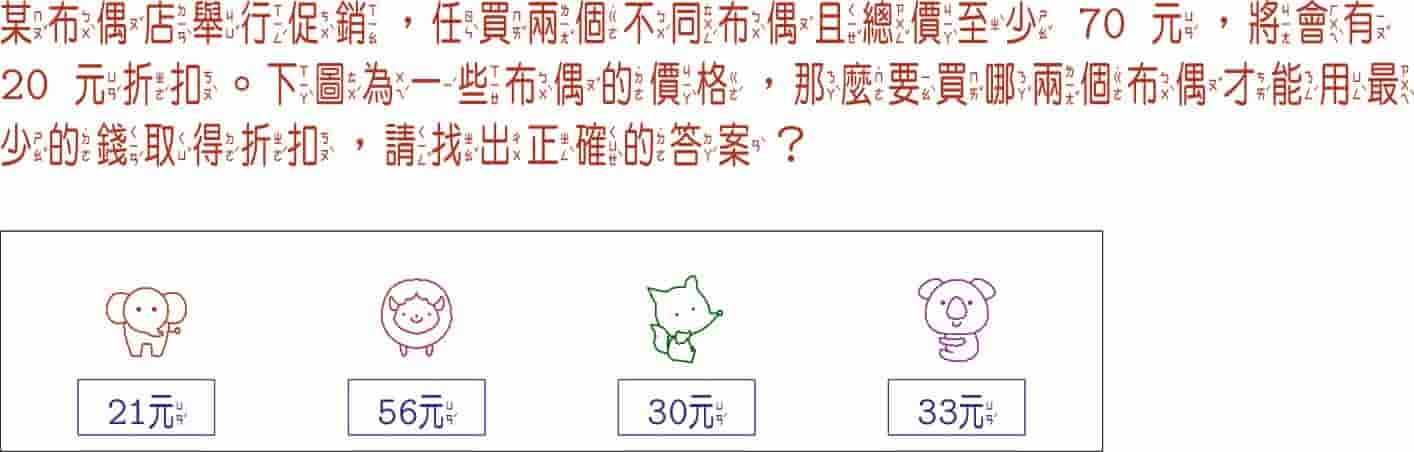 某布偶店舉行促銷，任買兩個不同布偶且總價至少 70 元，將會有
20 元折扣。下圖為一些布偶的價格，那麼要買哪兩個布偶才能用最
少的錢取得折扣，請找出正確的答案？
21元 56元 30元 33元